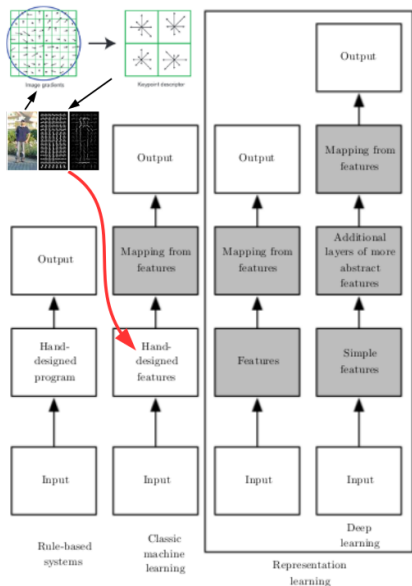 Image gradients
Keypoint descriptor
Output
Output
Output
Mapping from
features
Output
Mapping from
features
Mapping from
features
Additional
layers of more
abstract
features
Hand-
designed
program
Hand-
designed
features
Features
Simple
features
Input
Input
Input
Input
Rule-based
systems
Classic
machine
learning
Deep
learning
Representation
learning